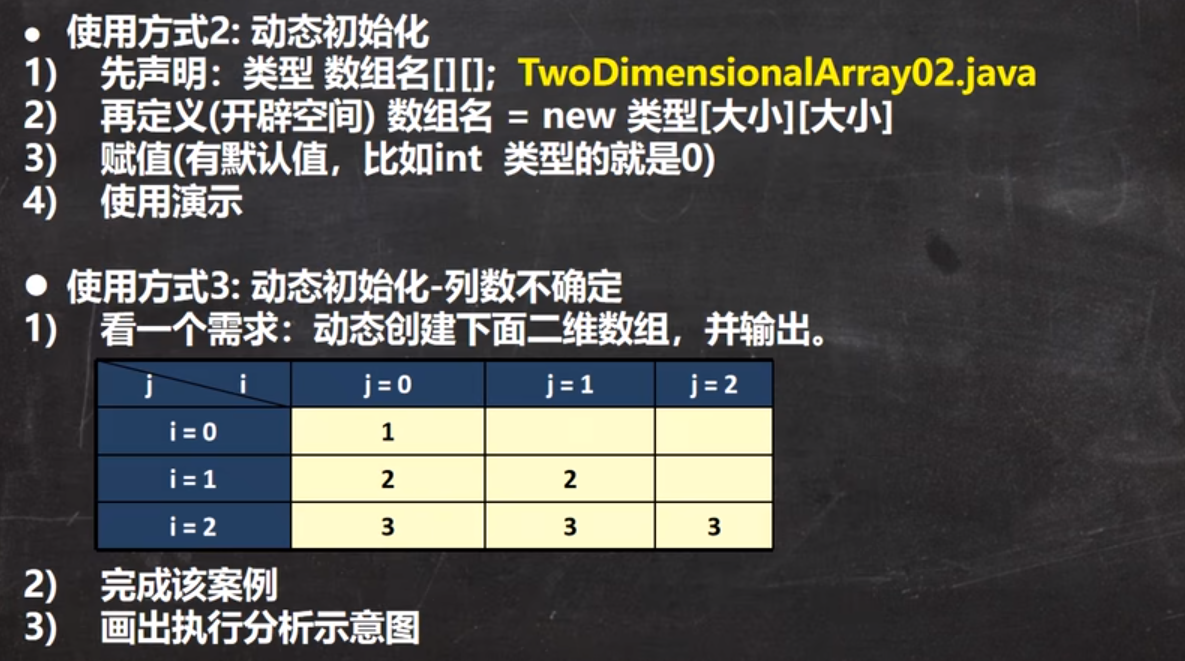 ● 使用方式2: 动态初始化
1) 先声明：类型 数组名[][]; TwoDimensionalArray02.java
2) 再定义(开辟空间) 数组名 = new 类型[大小][大小]
3) 赋值(有默认值，比如int 类型的就是0)
4) 使用演示
● 使用方式3: 动态初始化-列数不确定
1) 看一个需求：动态创建下面二维数组，并输出。
j i j = 0 j = 1 j = 2
i = 0 1
i = 1 2 2
i = 2 3 3 3
2) 完成该案例
3) 画出执行分析示意图